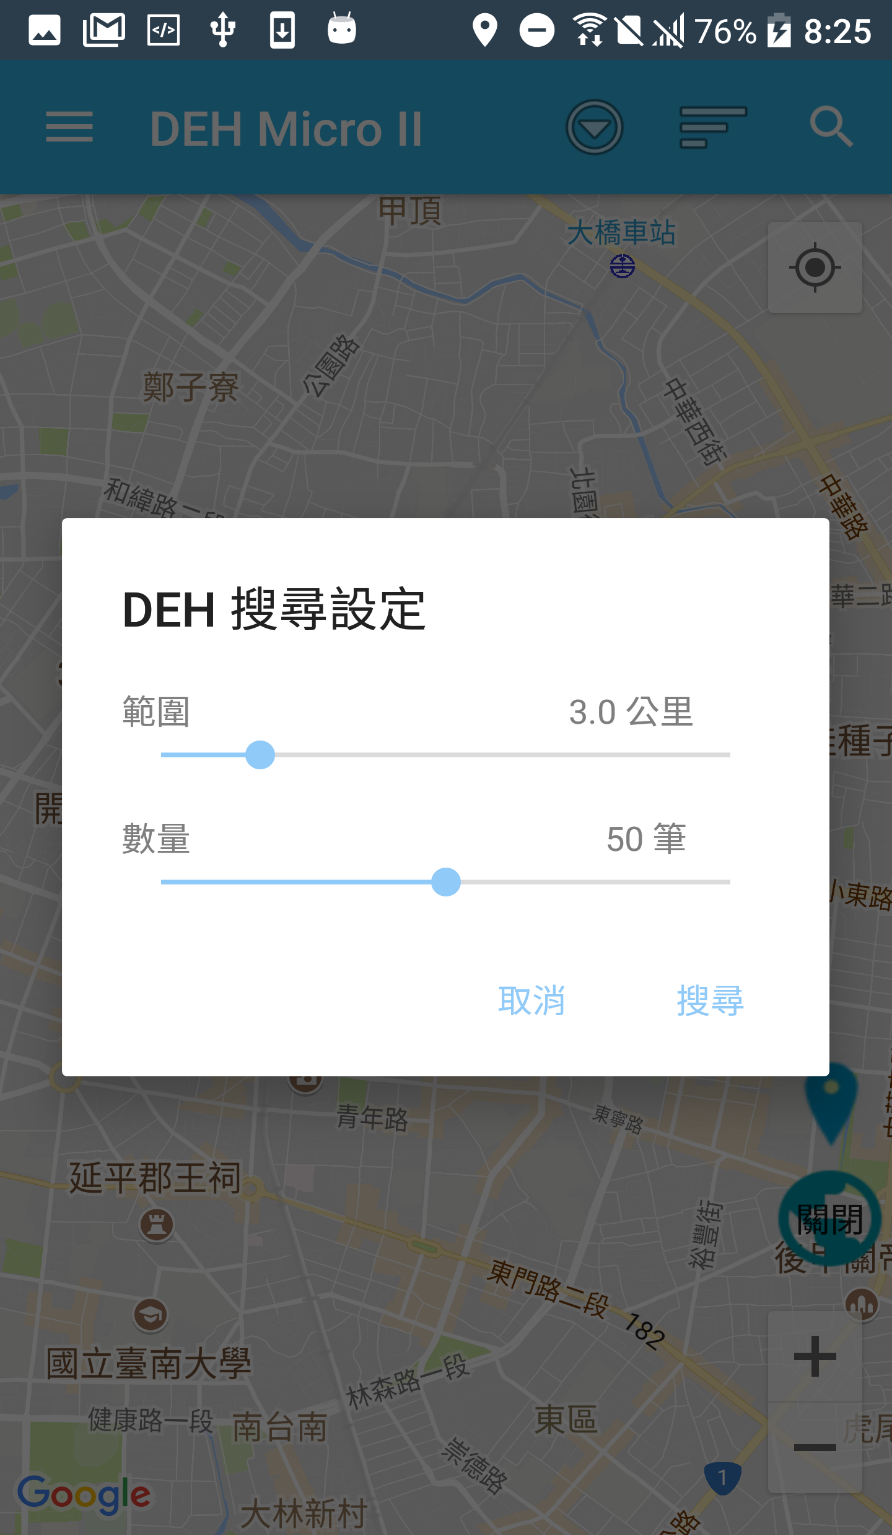 76% 8:25
DEH Micro II
甲頂
大橋車站
公園路
鄭子寮
中華西街
和緯路二段
中華路
DEH 搜尋設定
範圍 3.0 公里
數量 50 筆
小東路
取消 搜尋
青年路
東寧路
延平郡王祠
裕豐街
關閉
東門路二段
182
國立臺南大學
林森路一段
健康路一段
南台南
東區
崇德路
1
Google
大林新村